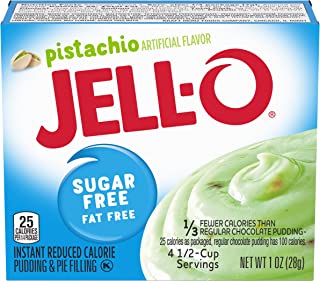 pistachio ARTIFICIAL FLAVOR
JELL-O®
SUGAR
FREE
FAT FREE
25
CALORIES
INSTANT REDUCED CALORIE
PUDDING & PIE FILLING K
1/3 FEWER CALORIES THAN
REGULAR CHOCOLATE PUDDING-
25 calories as packaged, regular chocolate pudding has 100 calories.
4 1/2-Cup
Servings
NET WT 1 OZ (28g)